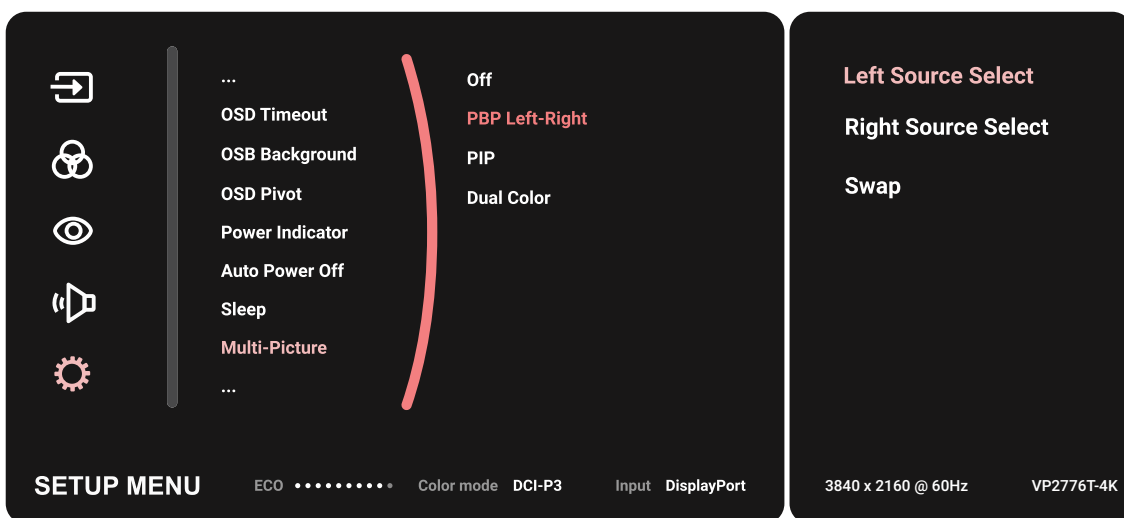 ...
OSD Timeout
OSB Background
OSD Pivot
Power Indicator
Auto Power Off
Sleep
Multi-Picture
...
Off
PBP Left-Right
PIP
Dual Color
Left Source Select
Right Source Select
Swap
SETUP MENU ECO Color mode DCI-P3 Input DisplayPort 3840 x 2160 @ 60Hz VP2776T-4K